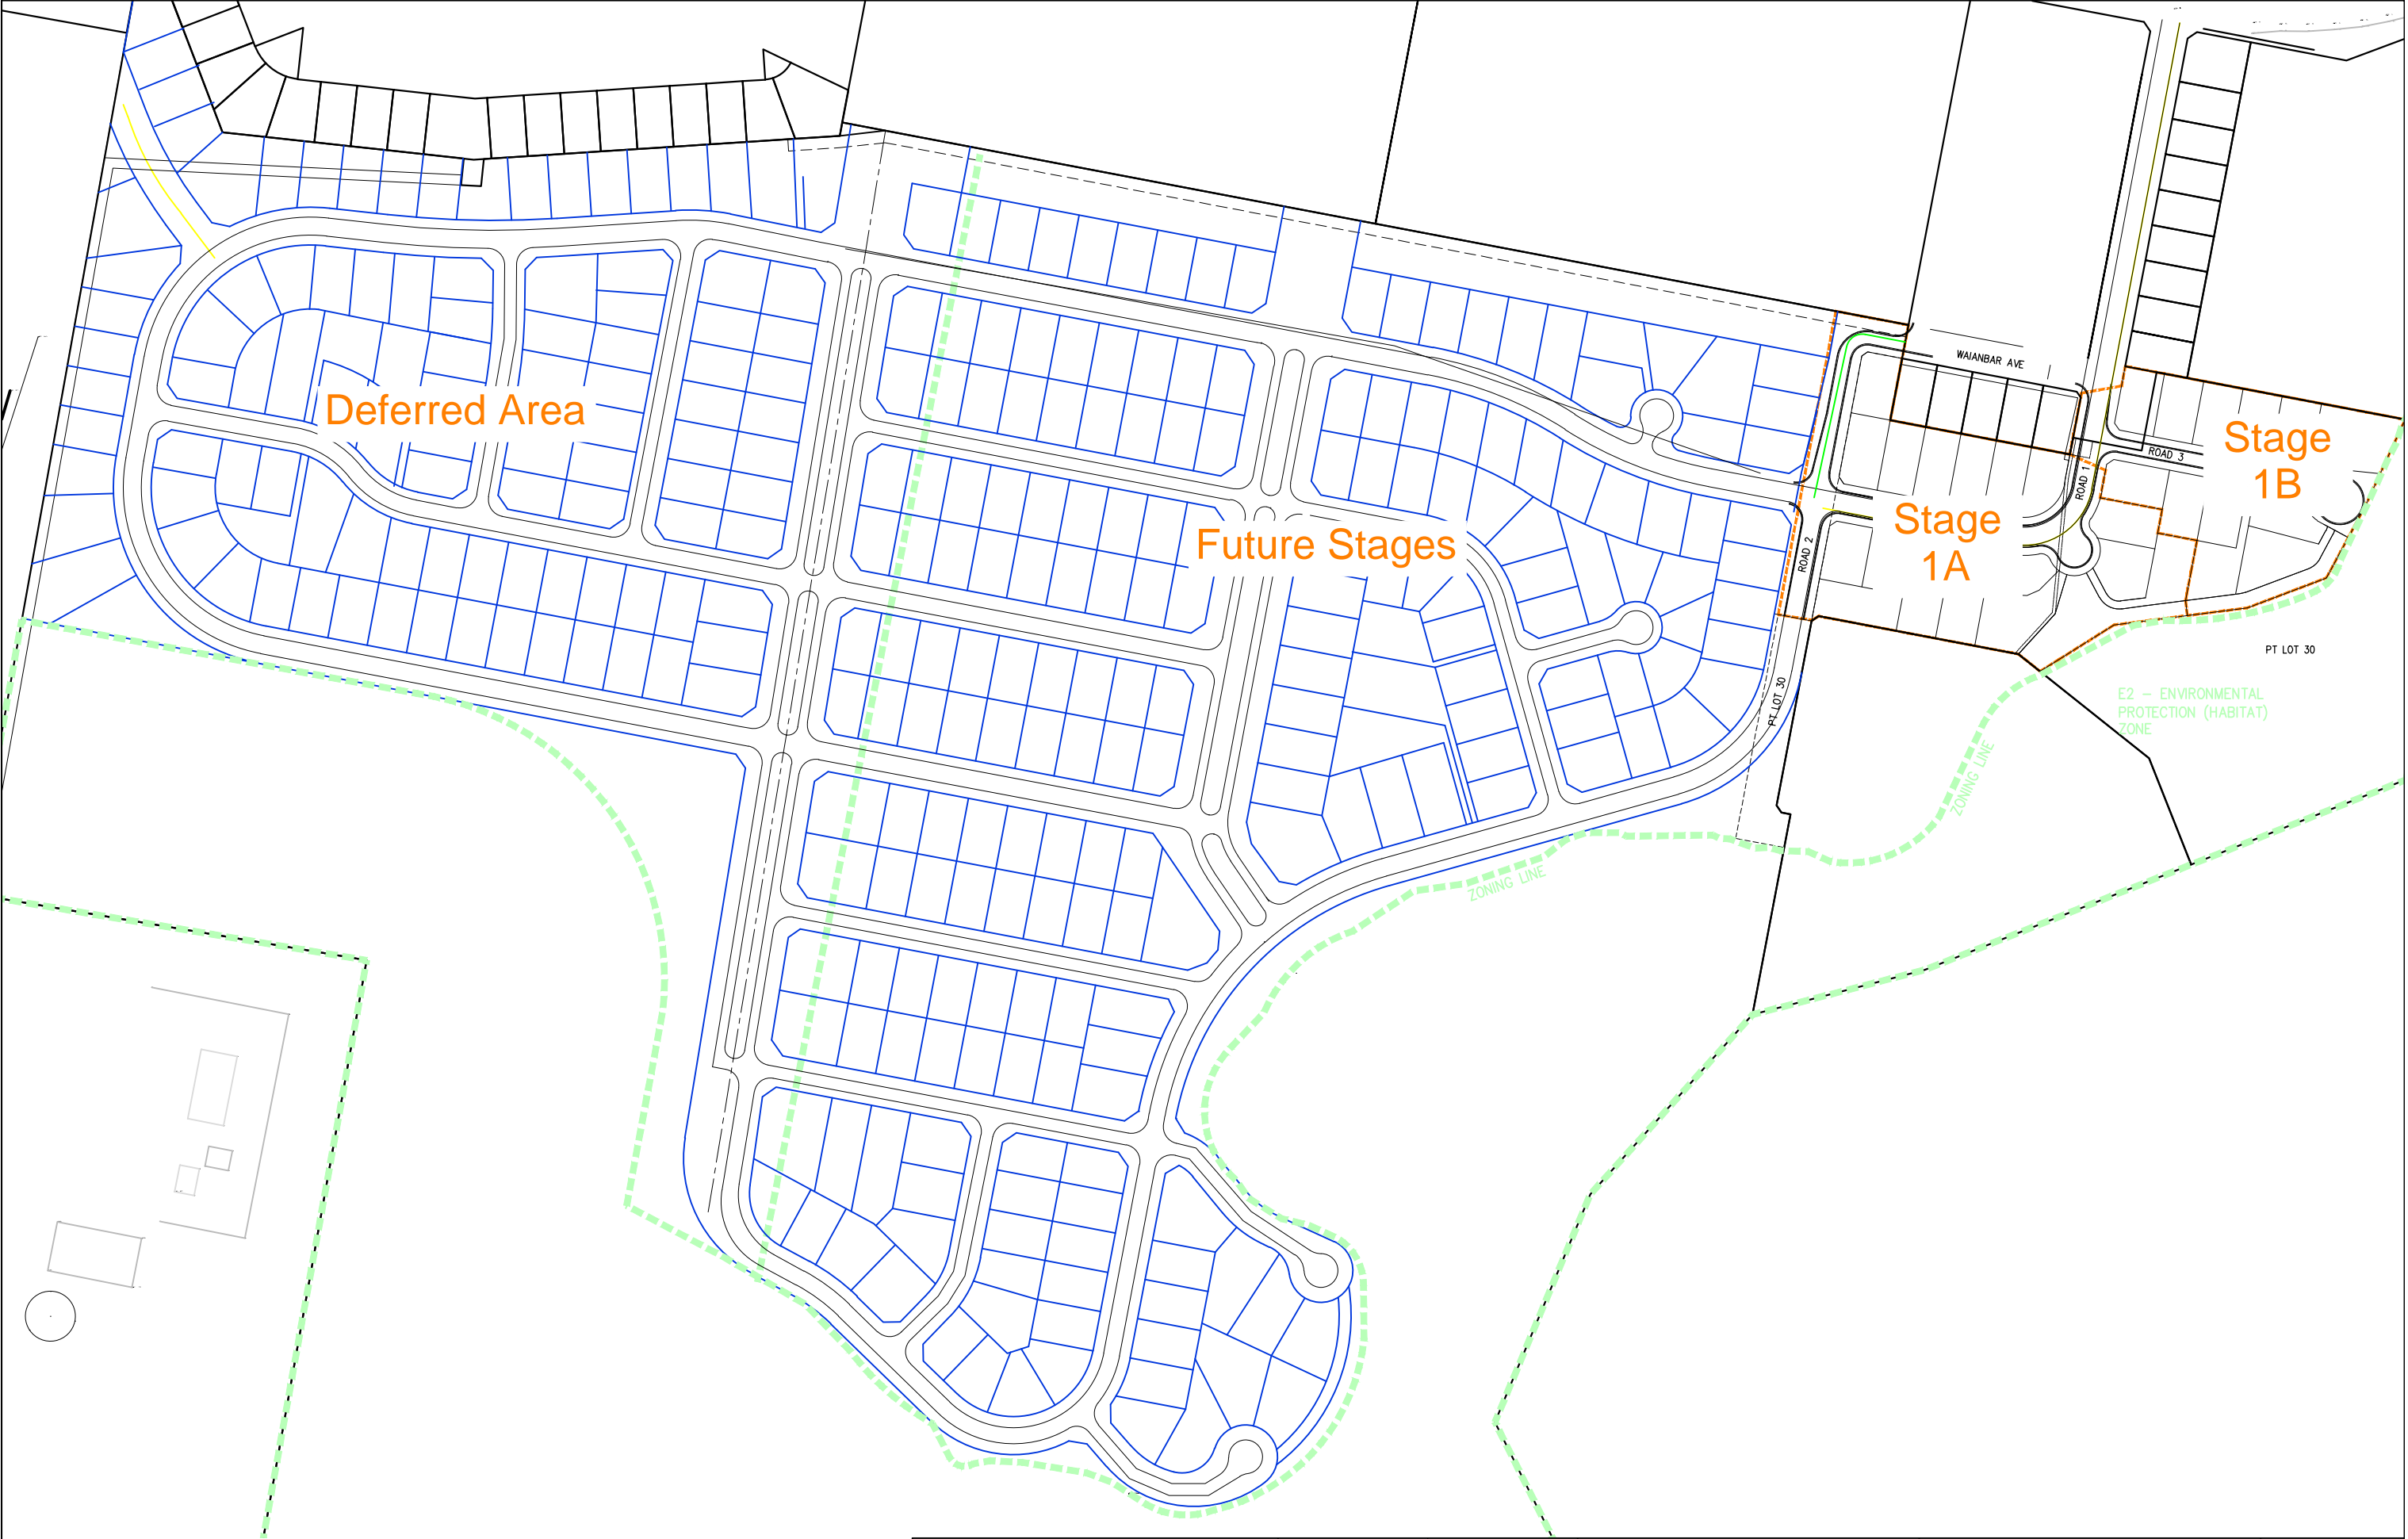 WAIANBAR AVE
Deferred Area
Stage
1B
ROAD 3
ROAD 1
Stage
1A
Future Stages
ROAD 2
PT LOT 30
PT LOT 30
E2 – ENVIRONMENTAL
PROTECTION (HABITAT)
ZONE
ZONING LINE
ZONING LINE